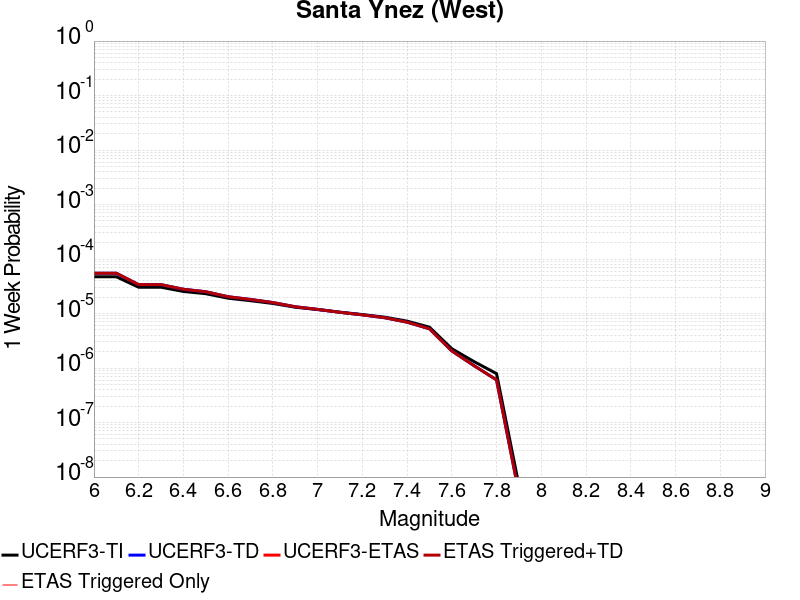 Santa Ynez (West)
1 Week Probability
10^0
10^-1
10^-2
10^-3
10^-4
10^-5
10^-6
10^-7
10^-8
6 6.2 6.4 6.6 6.8 7 7.2 7.4 7.6 7.8 8 8.2 8.4 8.6 8.8 9
Magnitude
UCERF3-TI UCERF3-TD UCERF3-ETAS ETAS Triggered+TD
ETAS Triggered Only